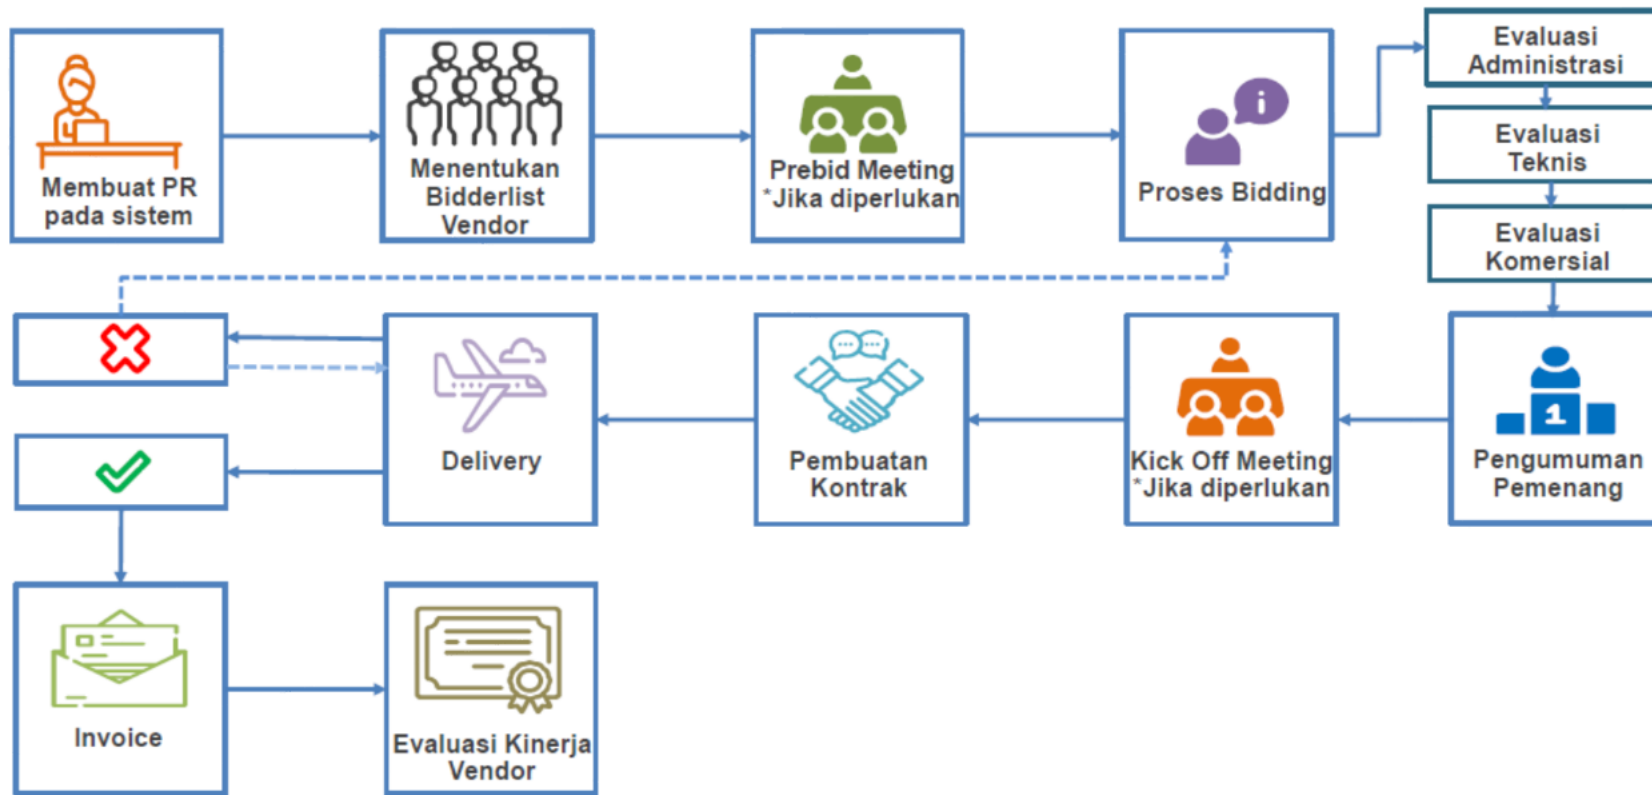 Membuat PR
pada sistem
Menentukan
Bidderlist
Vendor
Prebid Meeting
*Jika diperlukan
i
Proses Bidding
Evaluasi
Administrasi
Evaluasi
Teknis
Evaluasi
Komersial
1
Pengumuman
Pemenang
Kick Off Meeting
*Jika diperlukan
Pembuatan
Kontrak
Delivery
Invoice
Evaluasi Kinerja
Vendor